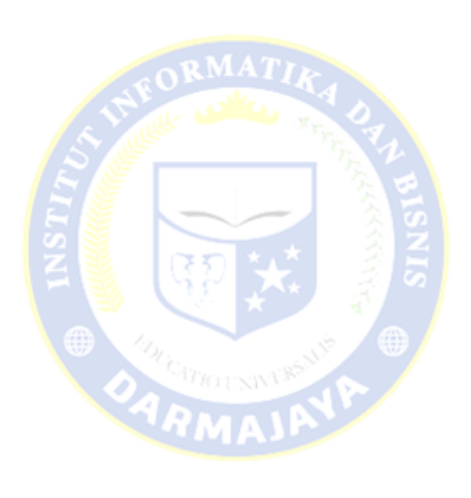 INSTITUT INFORMATIKA DAN BISNIS
EDUCATIO UNIVERSALIS
DARMAJAYA